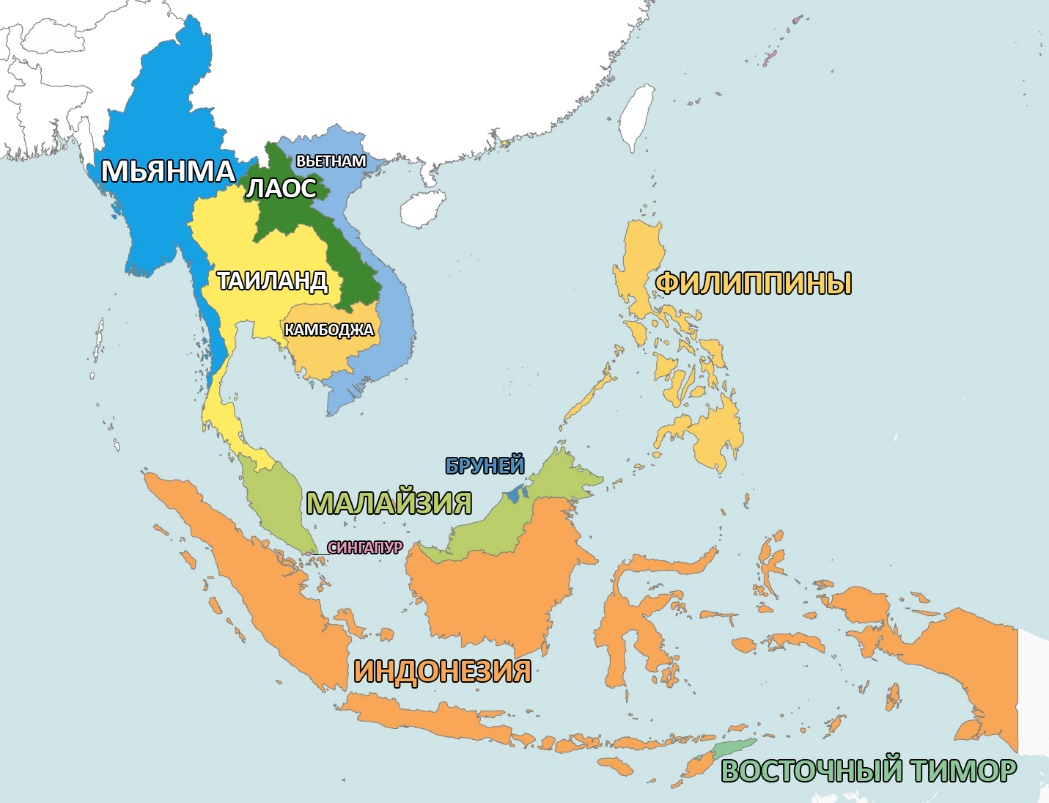 МЬЯНМА
ВЬЕТНАМ
ЛАОС
ТАИЛАНД
ФИЛИППИНЫ
КАМБОДЖА
БРУНЕЙ
МАЛАЙЗИЯ
СИНГАПУР
ИНДОНЕЗИЯ
ВОСТОЧНЫЙ ТИМОР